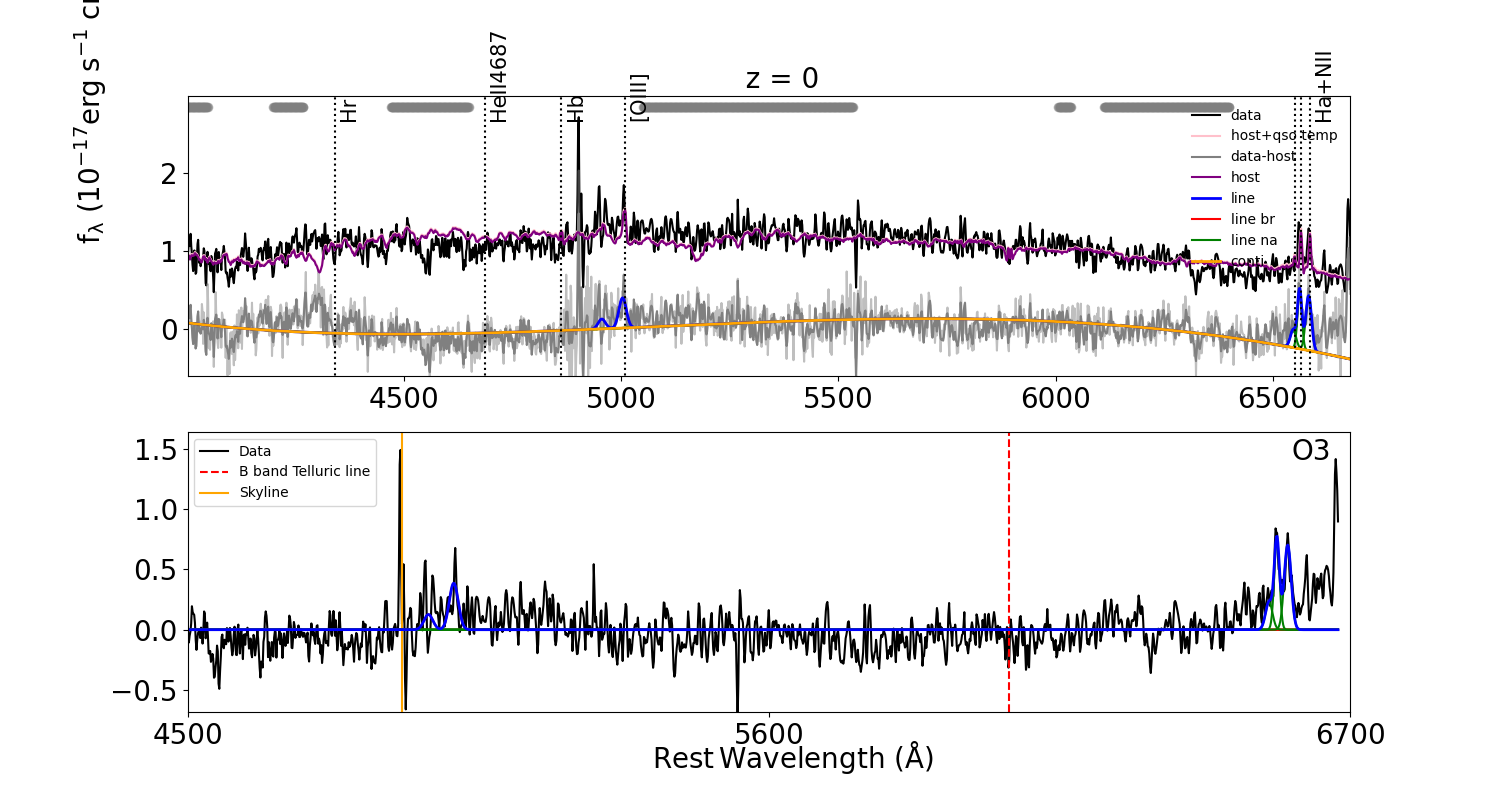 z = 0
f_λ (10^−17 erg s^−1 c
Hr
HeII4687
Hb
[OIII]
Ha+NII
data
host+qso temp
data-host
host
line
line br
line na
conti
2
1
0
4500 5000 5500 6000 6500
Data
B band Telluric line
Skyline
O3
1.5
1.0
0.5
0.0
−0.5
4500 5600 6700
Rest Wavelength (Å)